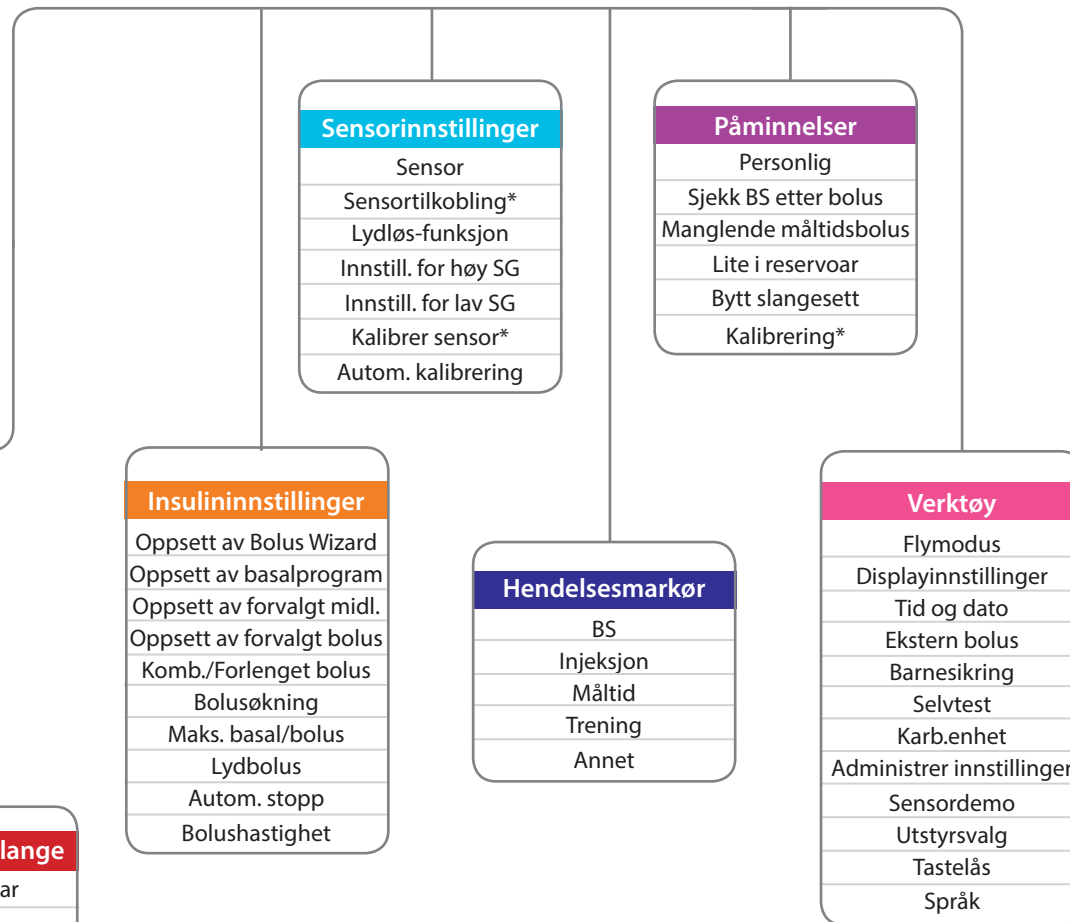 Sensorinnstillinger
Sensor
Sensortilkobling*
Lydløs-funksjon
Innstill. for høy SG
Innstill. for lav SG
Kalibrer sensor*
Autom. kalibrering
Påminnelser
Personlig
Sjekk BS etter bolus
Manglende måltidsbolus
Lite i reservoar
Bytt slangesett
Kalibrering*
Insulininnstillinger
Oppsett av Bolus Wizard
Oppsett av basalprogram
Oppsett av forvalgt midl.
Oppsett av forvalgt bolus
Komb./Forlenget bolus
Bolusøkning
Maks. basal/bolus
Lydbolus
Autom. stopp
Bolushastighet
Hendelsesmarkør
BS
Injeksjon
Måltid
Trening
Annet
Verktøy
Flymodus
Displayinnstillinger
Tid og dato
Ekstern bolus
Barnesikring
Selvtest
Karb.enhet
Administrer innstillinger
Sensordemo
Utstyrsvalg
Tastelås
Språk
lange
ar